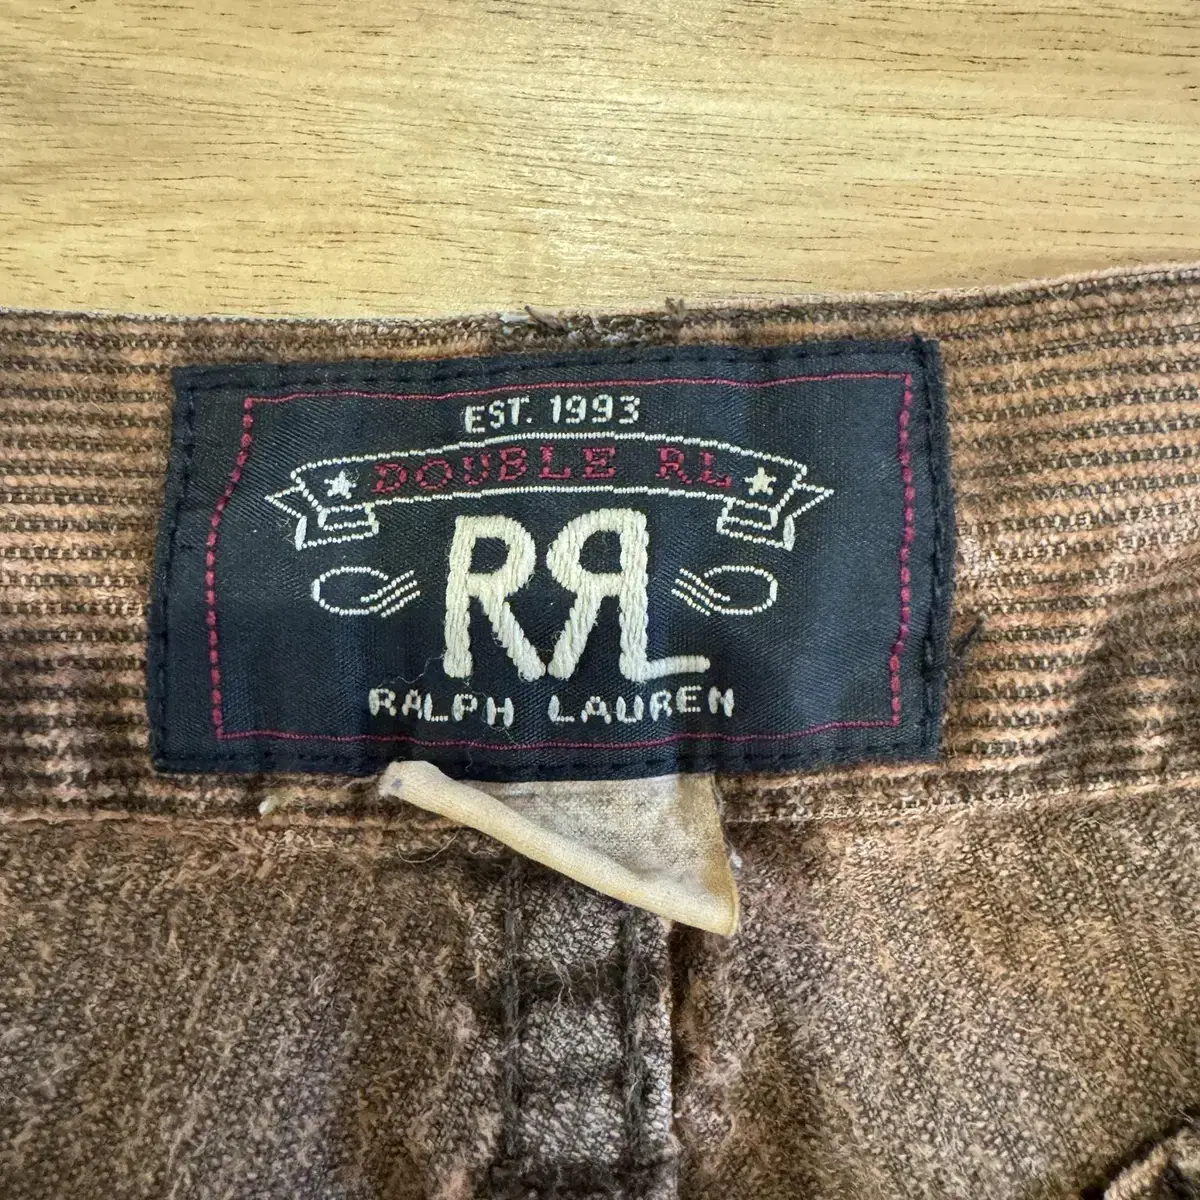 EST. 1993
DOUBLE RL
RRL
RALPH LAUREN